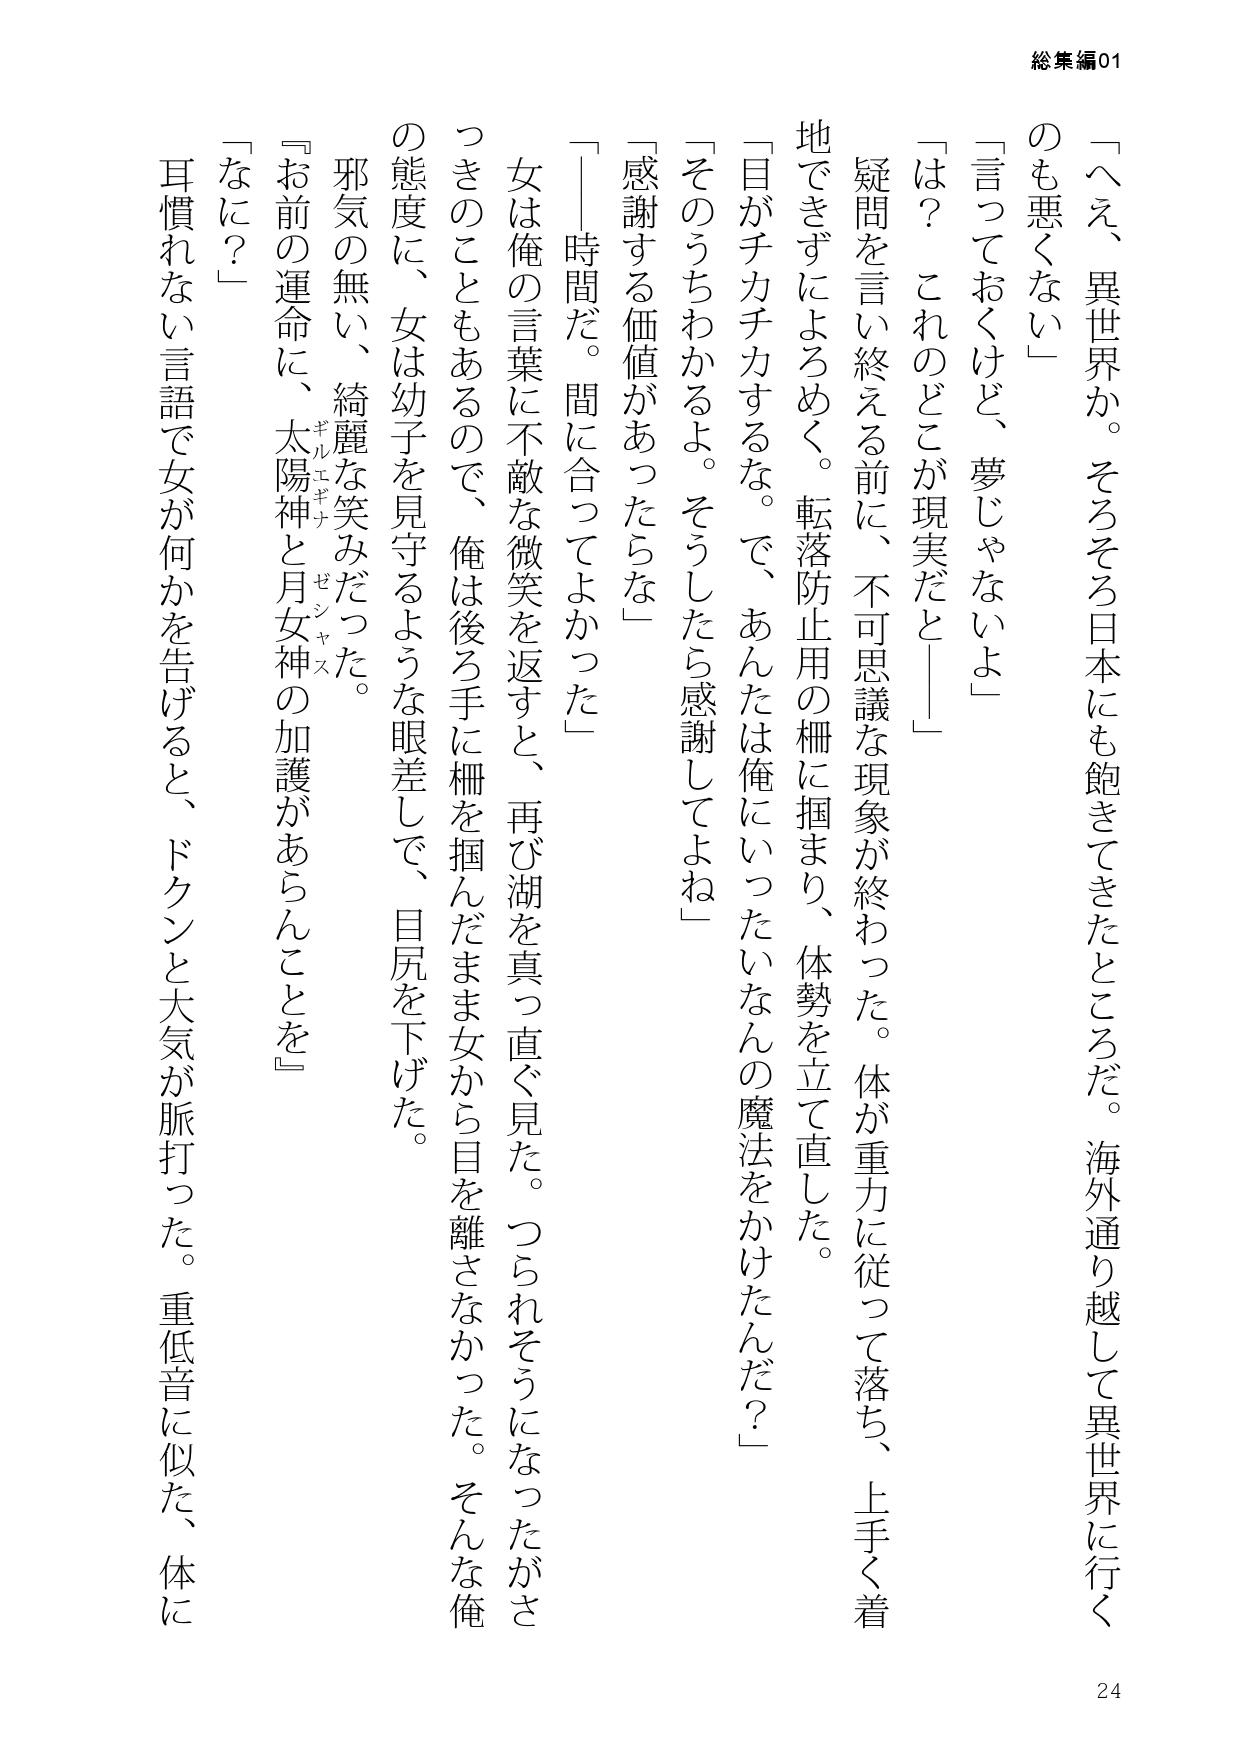 総集編01
「へえ、異世界か。そろそろ日本にも飽きてきたところだ。海外通り越して異世界に行く
のも悪くない」
「言っておくけど、夢じゃないよ」
「は？　これのどこが現実だと――」
　疑問を言い終える前に、不可思議な現象が終わった。体が重力に従って落ち、上手く着
地できずによろめく。転落防止用の柵に掴まり、体勢を立て直した。
「目がチカチカするな。で、あんたは俺にいったいなんの魔法をかけたんだ？」
「そのうちわかるよ。そうしたら感謝してよね」
「感謝する価値があったらな」
「――時間だ。間に合ってよかった」
　女は俺の言葉に不敵な微笑を返すと、再び湖を真っ直ぐ見た。つられそうになったがさ
っきのこともあるので、俺は後ろ手に柵を掴んだまま女から目を離さなかった。そんな俺
の態度に、女は幼子を見守るような眼差しで、目尻を下げた。
　邪気の無い、綺麗な笑みだった。
ギルエギナ　ゼシャス
『お前の運命に、太陽神と月女神の加護があらんことを』
「なに？」
　耳慣れない言語で女が何かを告げると、ドクンと大気が脈打った。重低音に似た、体に
24